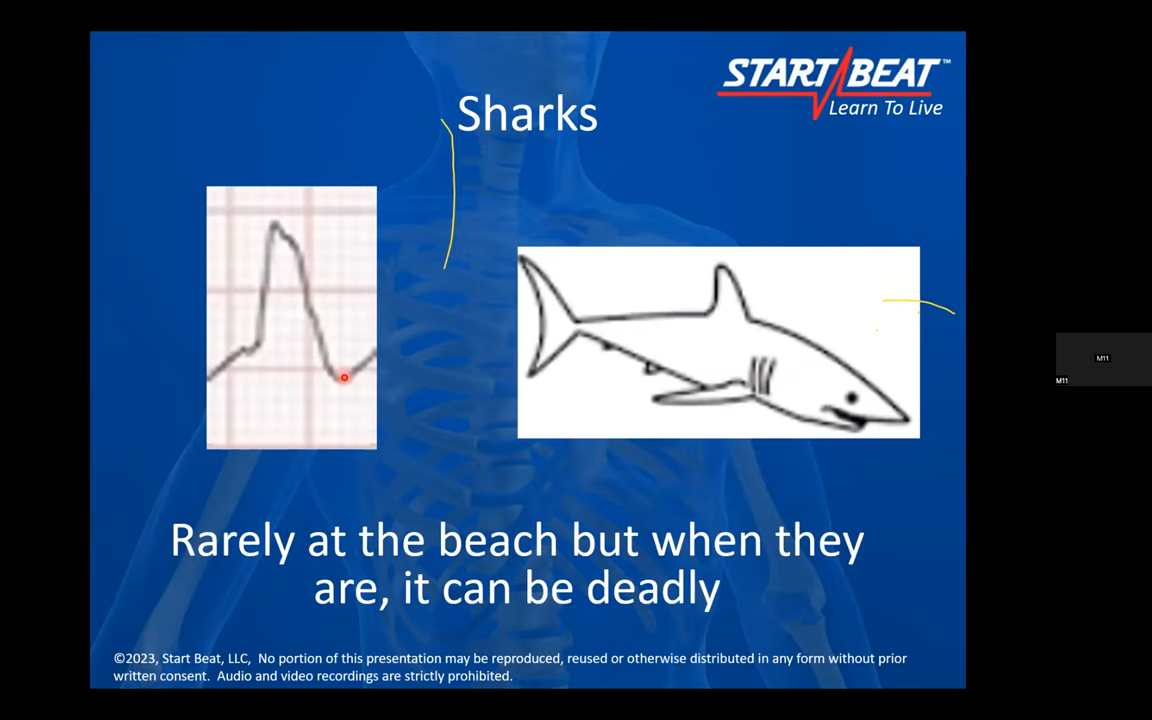 START BEAT™
Learn To Live
Sharks
M11
M11
Rarely at the beach but when they
are, it can be deadly
©2023, Start Beat, LLC, No portion of this presentation may be reproduced, reused or otherwise distributed in any form without prior
written consent. Audio and video recordings are strictly prohibited.